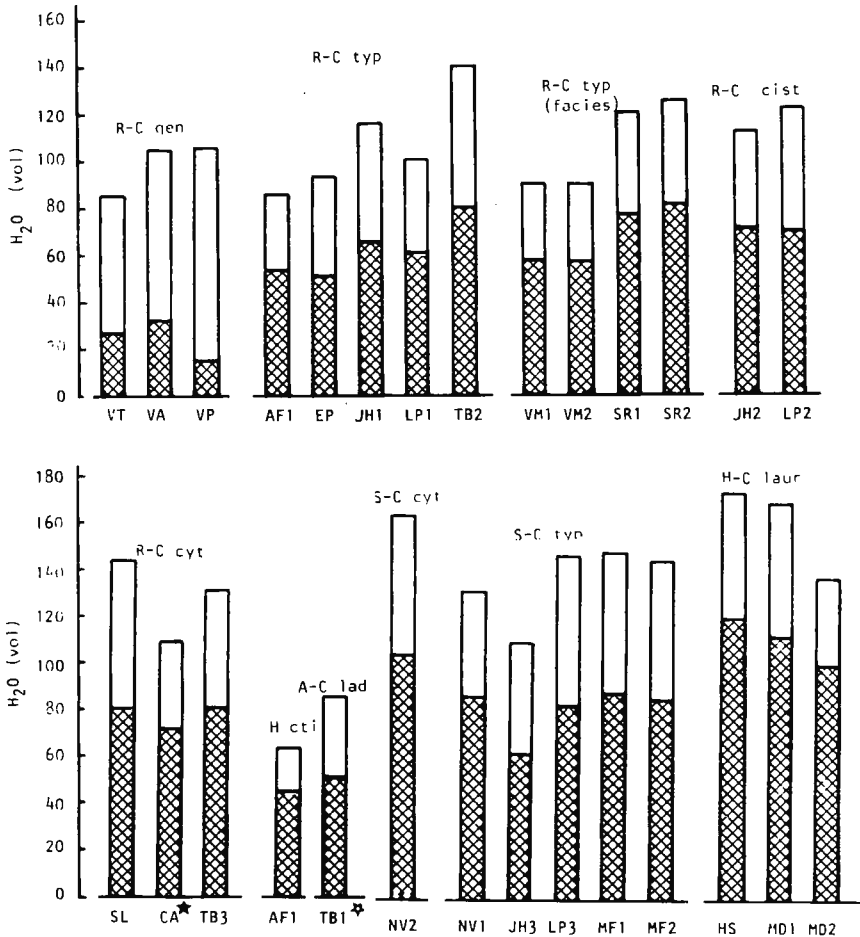 160
140
120
100
80
60
40
20
0
H2O (vol)
R-C gen
R-C typ
R-C typ
(facies)
R-C cist
VT VA VP AF1 EP JH1 LP1 TB2 VM1 VM2 SR1 SR2 JH2 LP2
180
160
140
120
100
80
60
40
20
0
H2O (vol)
R-C cyt
H cti
A-C lad
S-C cyt
S-C typ
H-C laur
SL CA★ TB3 AF1 TB1☆ NV2 NV1 JH3 LP3 MF1 MF2 HS MD1 MD2